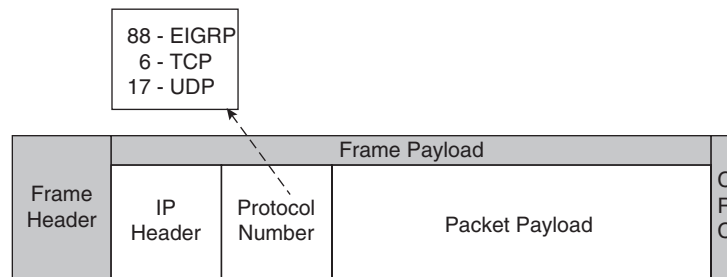 88 - EIGRP
6 - TCP
17 - UDP
Frame Payload
Frame
Header
IP
Header
Protocol
Number
Packet Payload
C
R
C